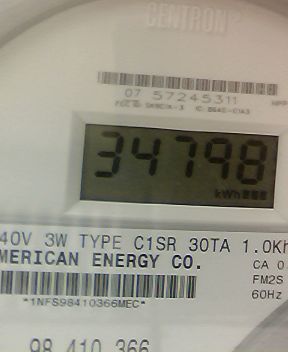 CENTRON
07 57245311
34798
kWh
40V 3W TYPE C1SR 30TA 1.0Kh
MERICAN ENERGY CO.
CA 0
FM2S
60Hz
*1NFS98410366MEC*
98 410 366